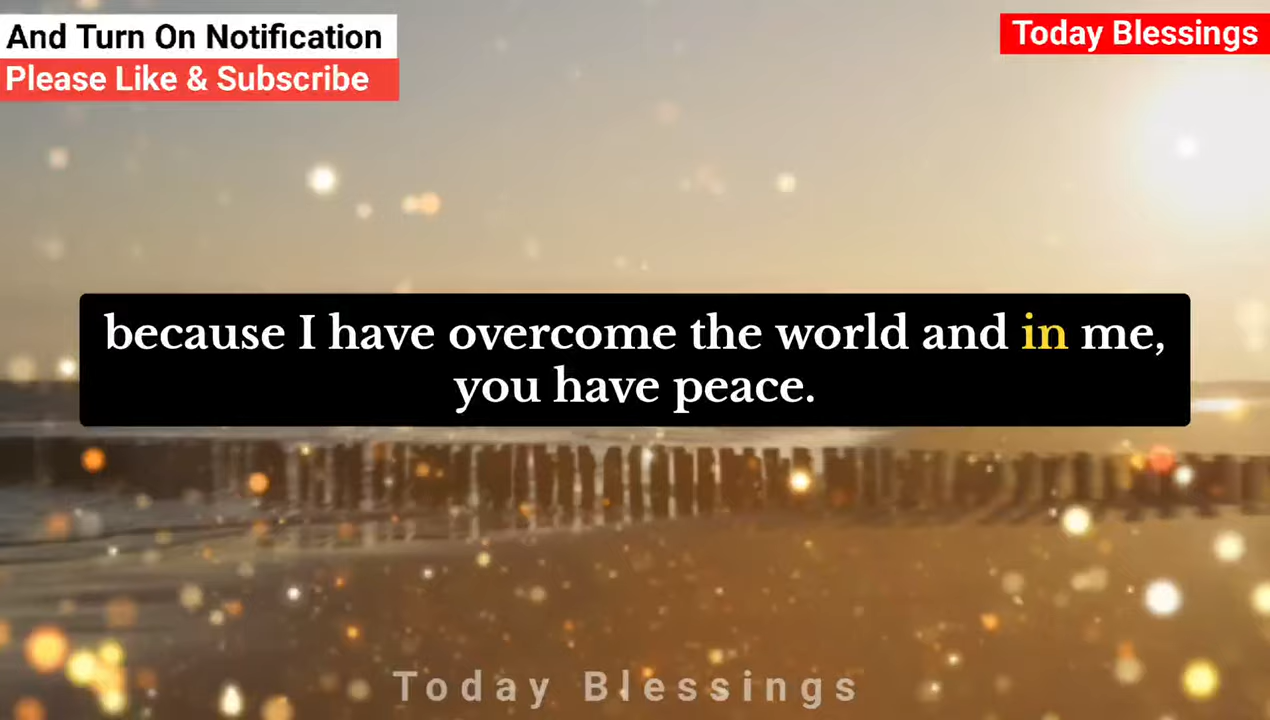 And Turn On Notification
Please Like & Subscribe
Today Blessings
because I have overcome the world and in me,
you have peace.
Today Blessings